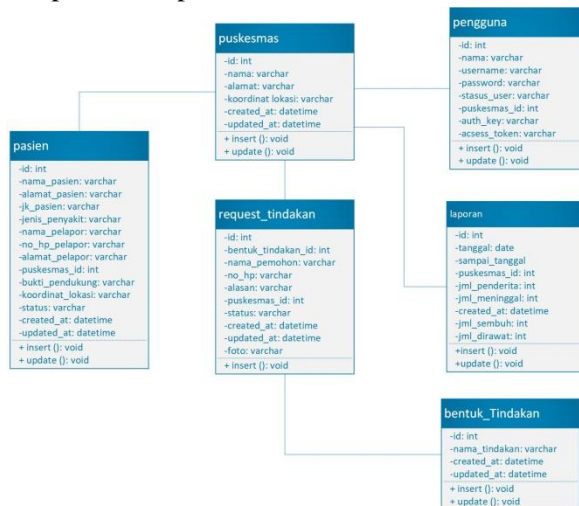 puskesmas
-id: int
-nama: varchar
-alamat: varchar
-koordinat lokasi: varchar
-created_at: datetime
-updated_at: datetime
+ insert (): void
+ update (): void
pengguna
-id: int
-nama: varchar
-username: varchar
-password: varchar
-stasus_user: varchar
-puskesmas_id: int
-auth_key: varchar
-acsess_token: varchar
+ insert (): void
+ update (): void
pasien
-id: int
-nama_pasien: varchar
-alamat_pasien: varchar
-jk_pasien: varchar
-jenis_penyakit: varchar
-nama_pelapor: varchar
-no_hp_pelapor: varchar
-alamat_pelapor: varchar
-puskesmas_id: int
-bukti_pendukung: varchar
-koordinat_lokasi: varchar
-status: varchar
-created_at: datetime
-updated_at: datetime
+ insert (): void
+ update (): void
request_tindakan
-id: int
-bentuk_tindakan_id: int
-nama_pemohon: varchar
-no_hp: varchar
-alasan: varchar
-puskesmas_id: int
-status: varchar
-created_at: datetime
-updated_at: datetime
-foto: varchar
+ insert (): void
laporan
-id: int
-tanggal: date
-sampai_tanggal
-puskesmas_id: int
-jml_penderita: int
-jml_meninggal: int
-created_at: datetime
-jml_sembuh: int
-jml_dirawat: int
+insert (): void
+update (): void
bentuk_Tindakan
-id: int
-nama_tindakan: varchar
-created_at: datetime
-updated_at: datetime
+ insert (): void
+ update (): void